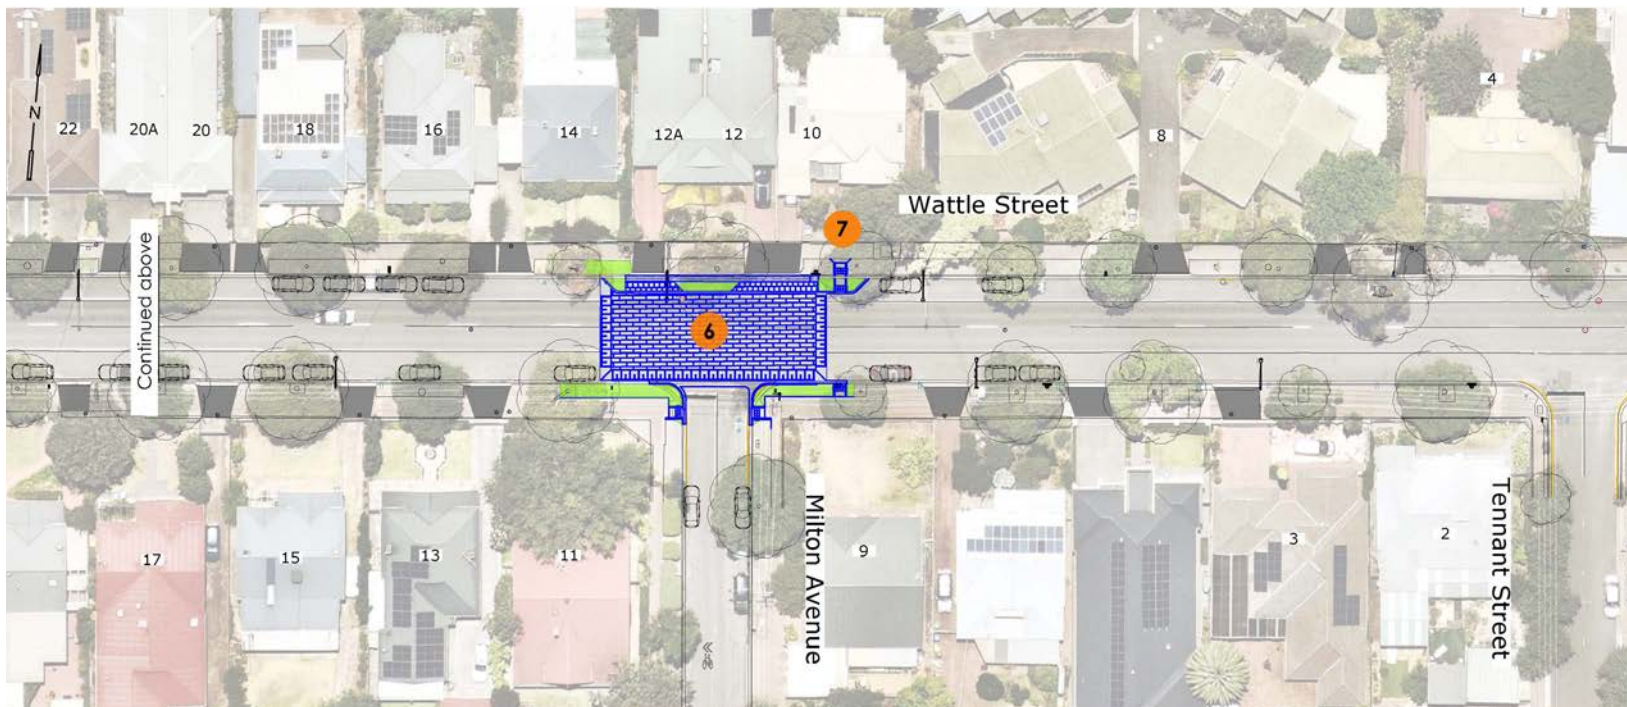 N
22
20A
20
18
16
14
12A
12
10
8
4
Wattle Street
7
Continued above
6
17
15
13
11
Milton Avenue
9
3
2
Tennant Street